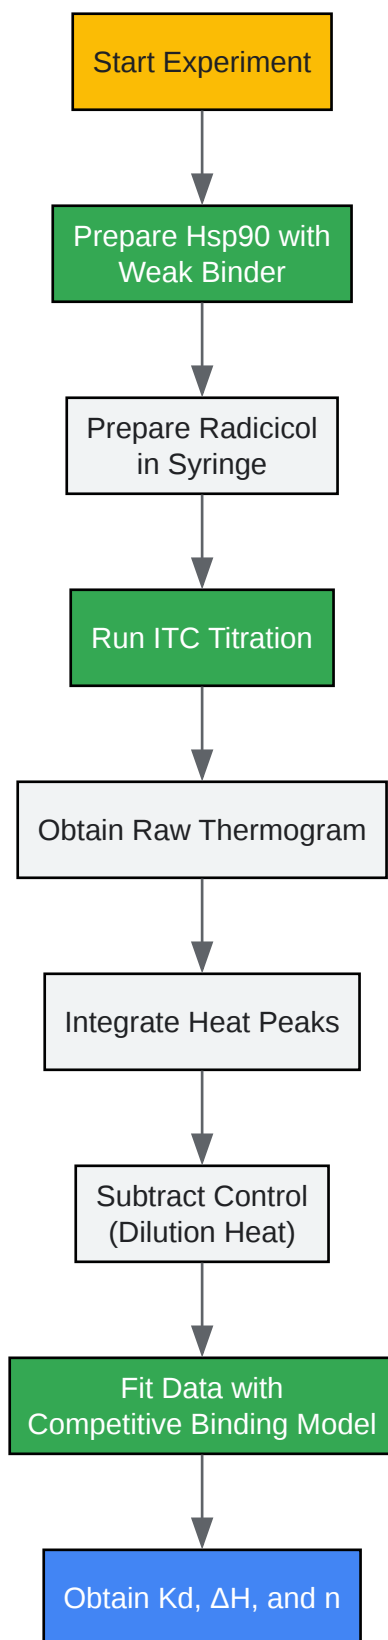 Start Experiment
Prepare Hsp90 with
Weak Binder
Prepare Radicicol
in Syringe
Run ITC Titration
Obtain Raw Thermogram
Integrate Heat Peaks
Subtract Control
(Dilution Heat)
Fit Data with
Competitive Binding Model
Obtain Kd, ΔH, and n